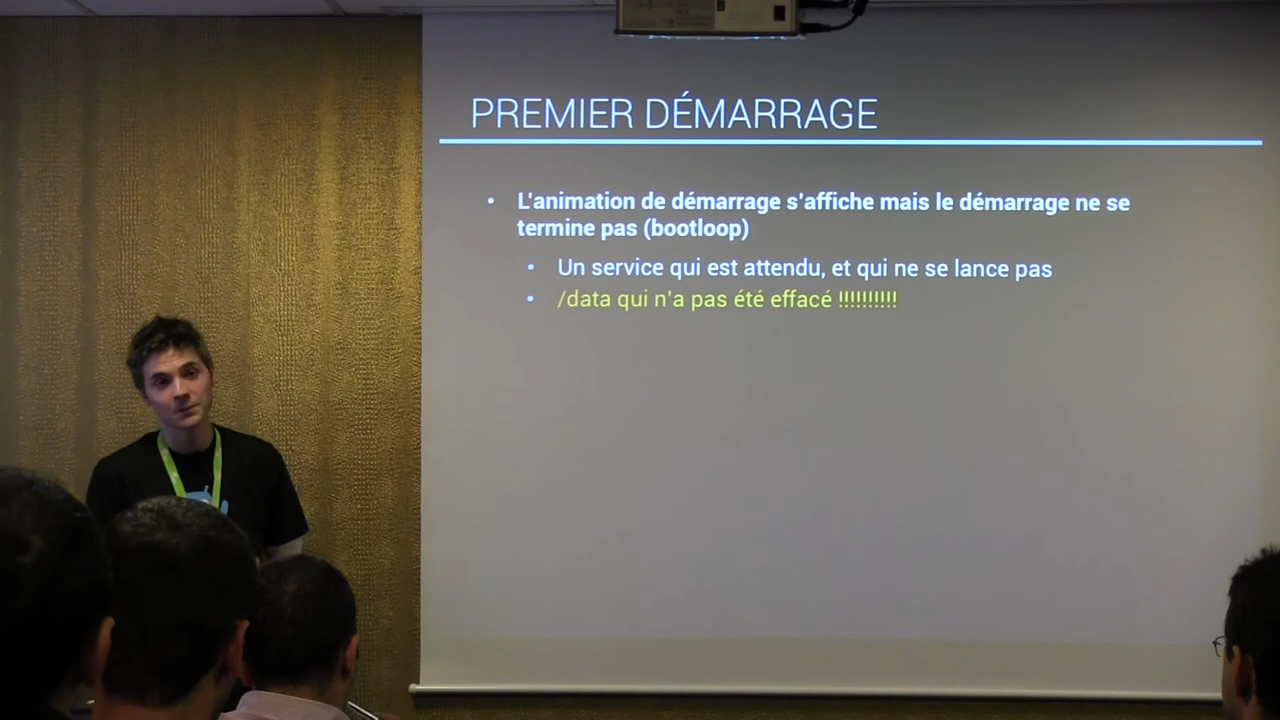 PREMIER DÉMARRAGE
• L'animation de démarrage s'affiche mais le démarrage ne se
termine pas (bootloop)
• Un service qui est attendu, et qui ne se lance pas
• /data qui n'a pas été effacé !!!!!!!!!!